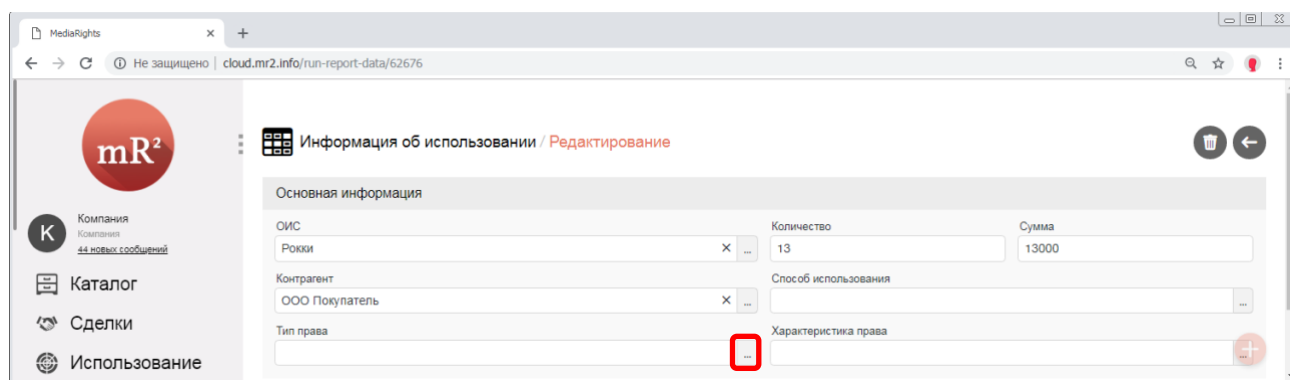 MediaRights
Не защищено | cloud.mr2.info/run-report-data/62676
mR²
Информация об использовании / Редактирование
Основная информация
К
Компания
Компания
44 новых сообщений
ОИС
Количество
Сумма
Рокки
...
13
13000
Каталог
Контрагент
Способ использования
ООО Покупатель
...
...
Сделки
Тип права
Характеристика права
...
...
Использование